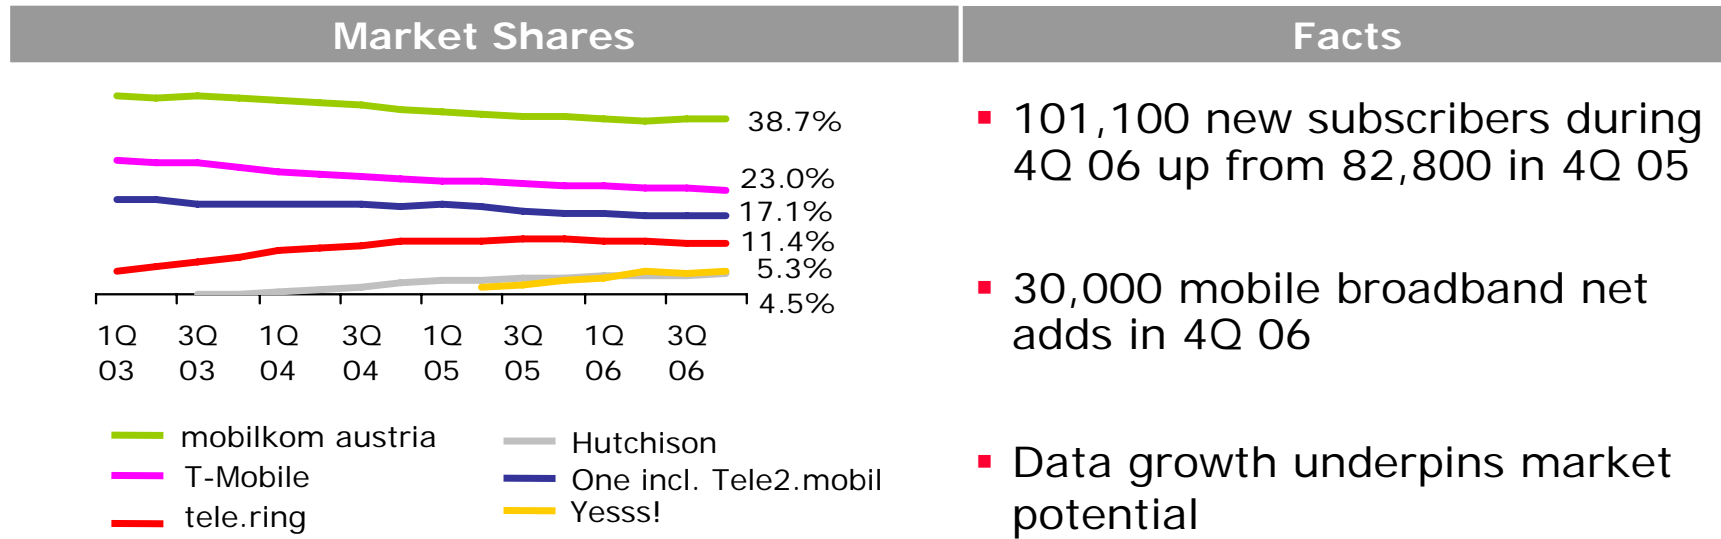 Market Shares
38.7%
23.0%
17.1%
11.4%
5.3%
4.5%
1Q 3Q 1Q 3Q 1Q 3Q 1Q 3Q
03 03 04 04 05 05 06 06
mobilkom austria
T-Mobile
tele.ring
Hutchison
One incl. Tele2.mobil
Yesss!
Facts
101,100 new subscribers during
4Q 06 up from 82,800 in 4Q 05
30,000 mobile broadband net
adds in 4Q 06
Data growth underpins market
potential